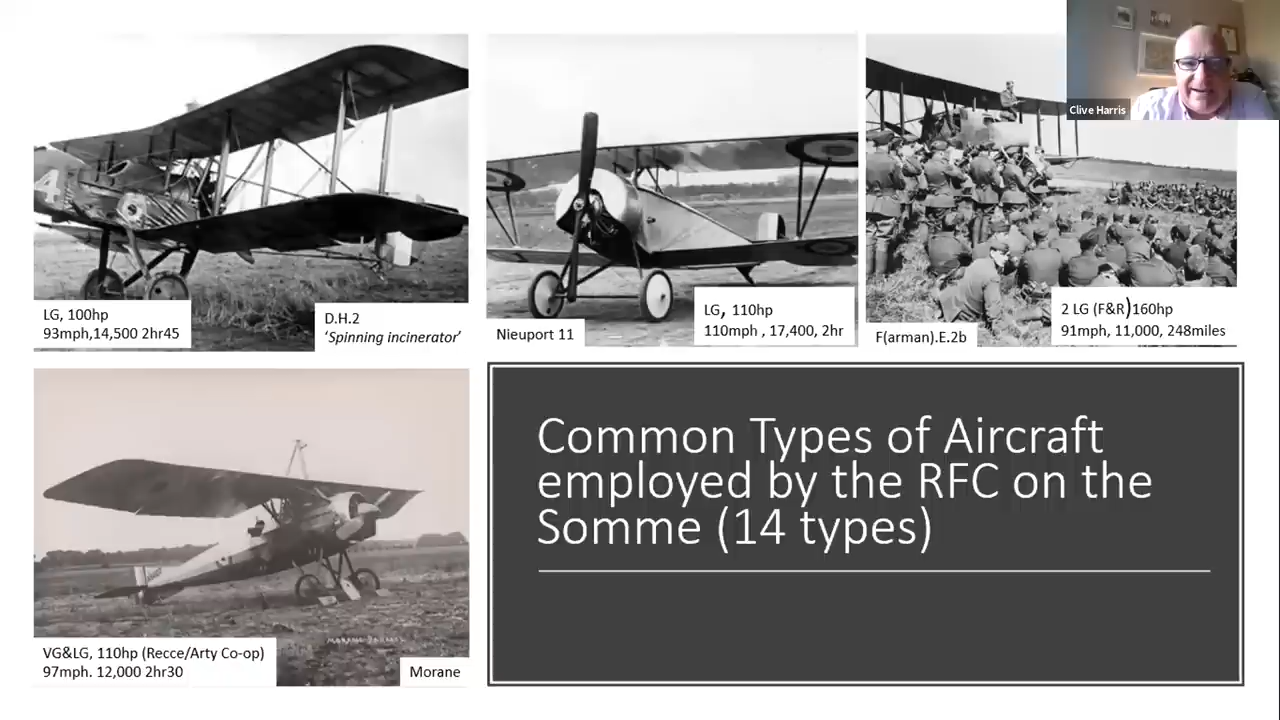 Clive Harris
4
LG, 100hp
93mph,14,500 2hr45
D.H.2
‘Spinning incinerator’
Nieuport 11
LG, 110hp
110mph , 17,400, 2hr
F(arman).E.2b
2 LG (F&R)160hp
91mph, 11,000, 248miles
VG&LG, 110hp (Recce/Arty Co-op)
97mph. 12,000 2hr30
Morane
Common Types of Aircraft
employed by the RFC on the
Somme (14 types)